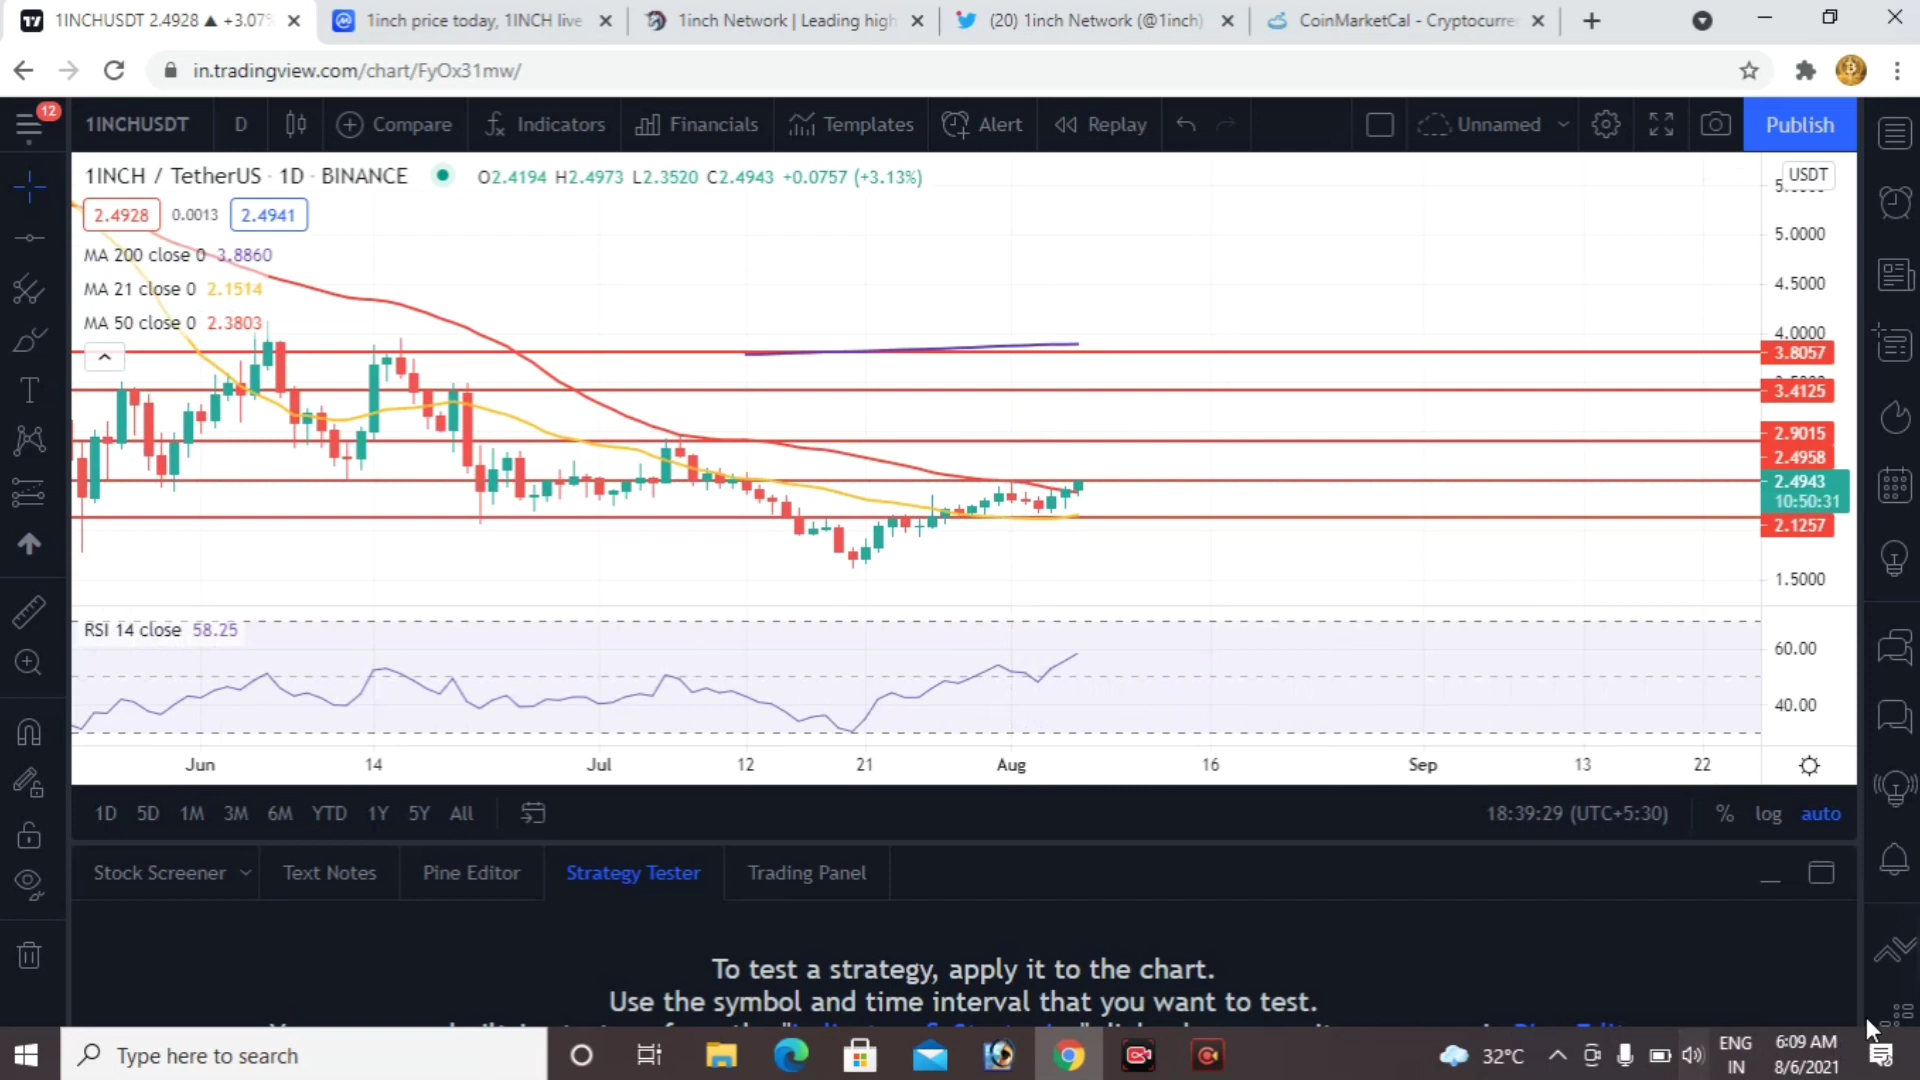 1INCHUSDT 2.4928 ▲ +3.07%
1inch price today, 1INCH live
1inch Network | Leading high
(20) 1inch Network (@1inch)
CoinMarketCal - Cryptocurre
in.tradingview.com/chart/FyOx31mw/
12
1INCHUSDT
D
Compare
Indicators
Financials
Templates
Alert
Replay
Unnamed
Publish
1INCH / TetherUS · 1D · BINANCE
O2.4194 H2.4973 L2.3520 C2.4943 +0.0757 (+3.13%)
USDT
2.4928 0.0013 2.4941
MA 200 close 0 3.8860
MA 21 close 0 2.1514
MA 50 close 0 2.3803
5.0000
4.5000
4.0000
3.8057
3.4125
2.9015
2.4958
2.4943
10:50:31
2.1257
1.5000
RSI 14 close 58.25
60.00
40.00
Jun 14 Jul 12 21 Aug 16 Sep 13 22
1D 5D 1M 3M 6M YTD 1Y 5Y All
18:39:29 (UTC+5:30) % log auto
Stock Screener
Text Notes
Pine Editor
Strategy Tester
Trading Panel
To test a strategy, apply it to the chart.
Use the symbol and time interval that you want to test.
Type here to search
32°C
ENG
IN
6:09 AM
8/6/2021